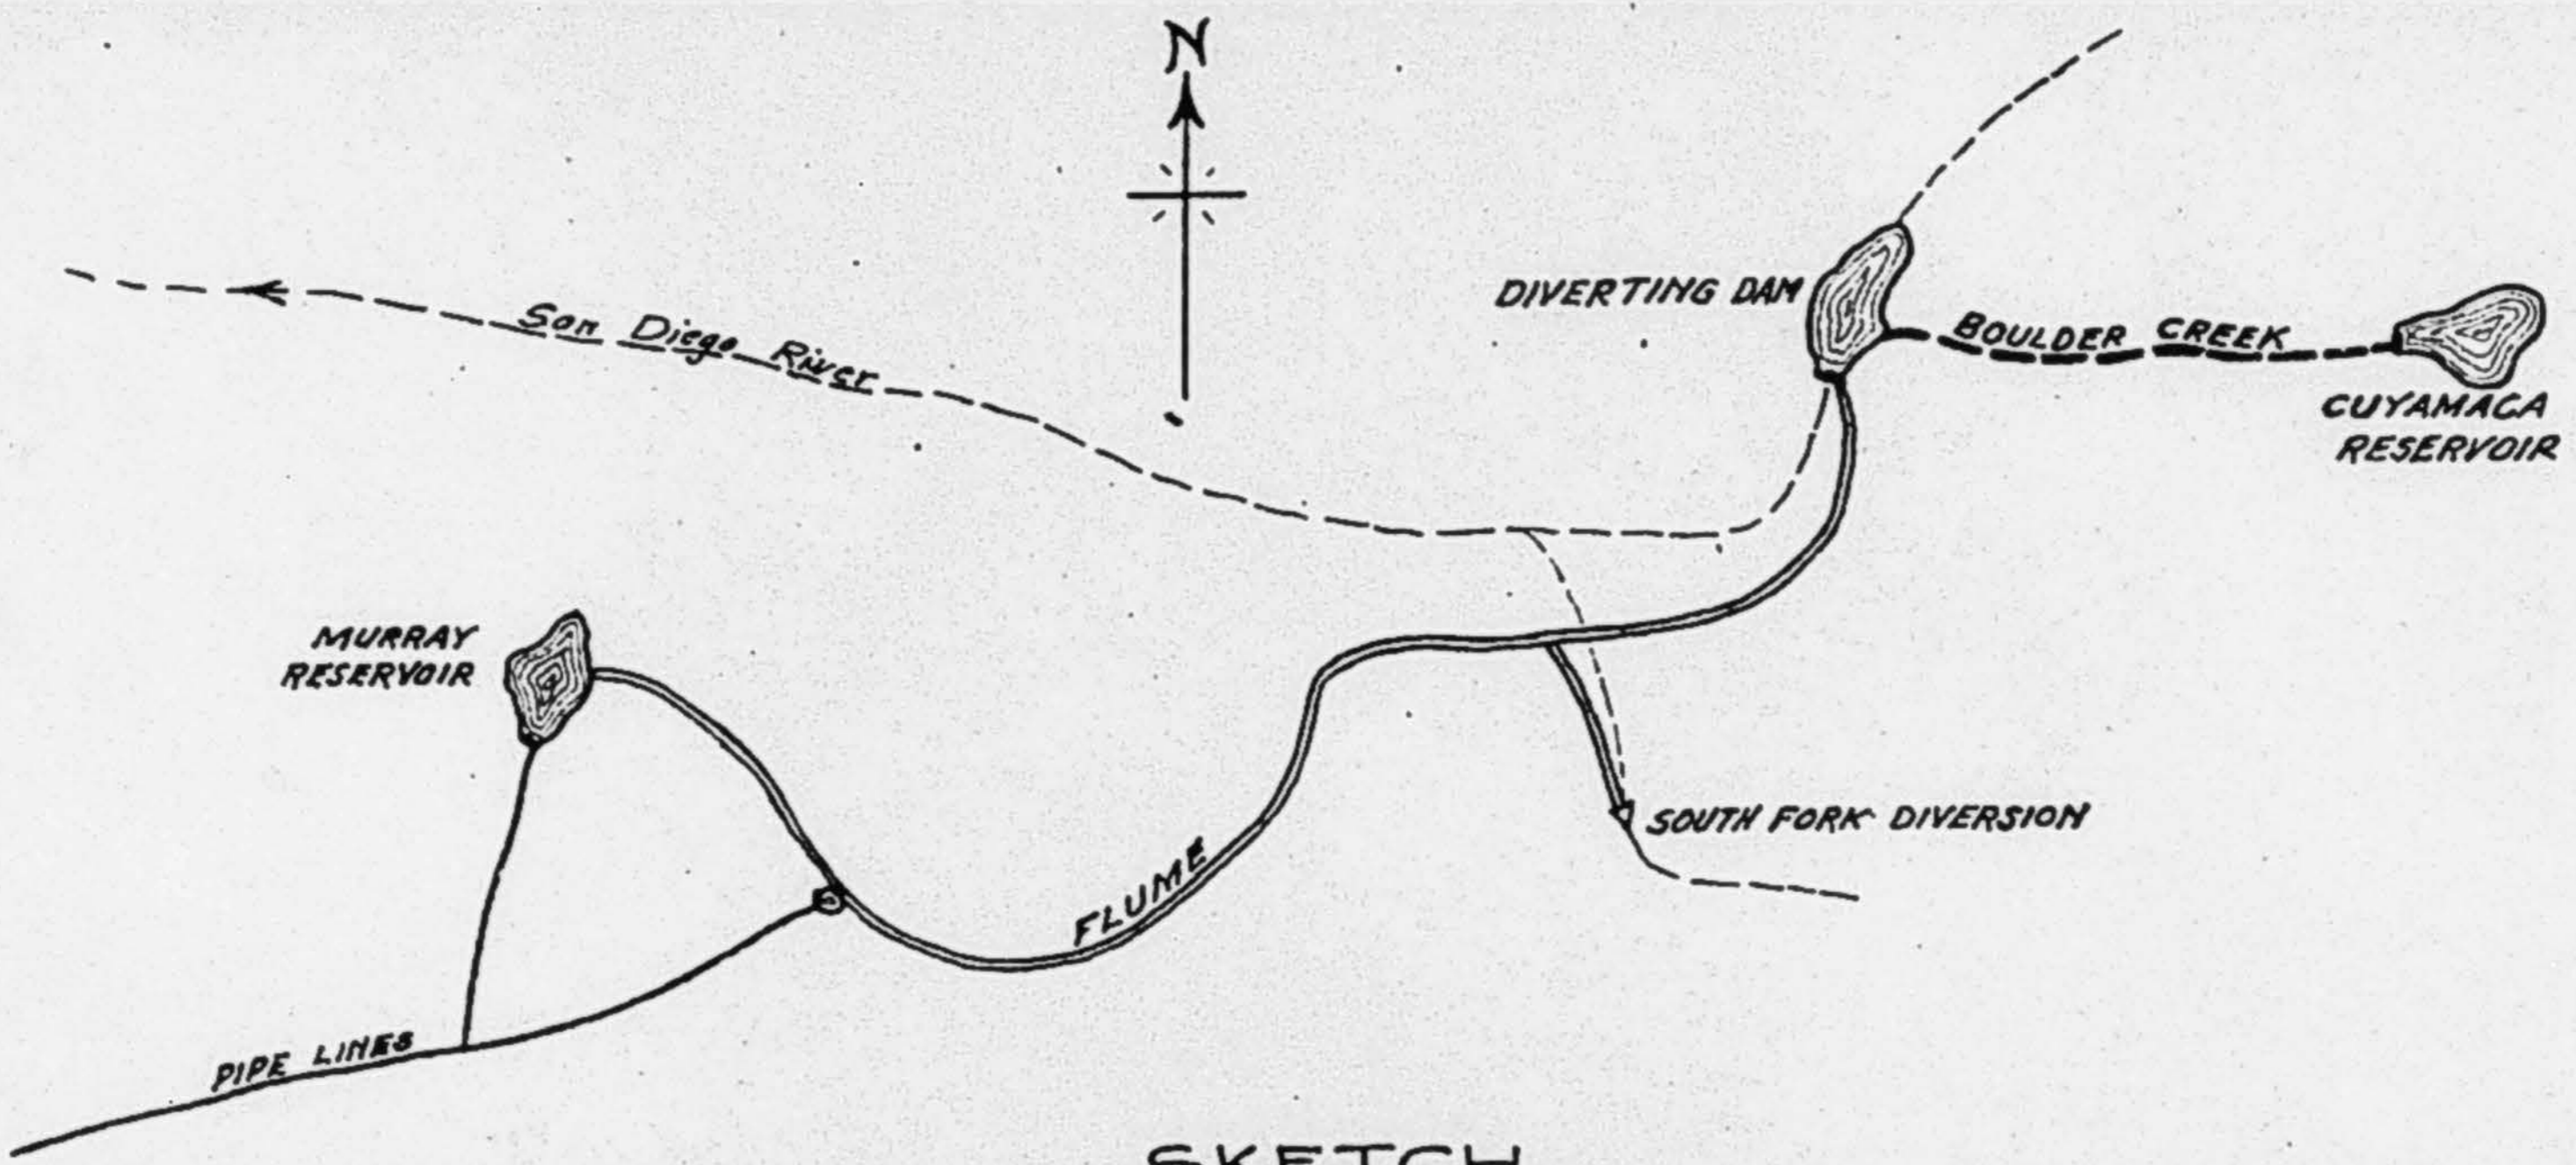 N
DIVERTING DAM
BOULDER CREEK
CUYAMACA
RESERVOIR
San Diego River
MURRAY
RESERVOIR
SOUTH FORK DIVERSION
FLUME
PIPE LINES
SKETCH